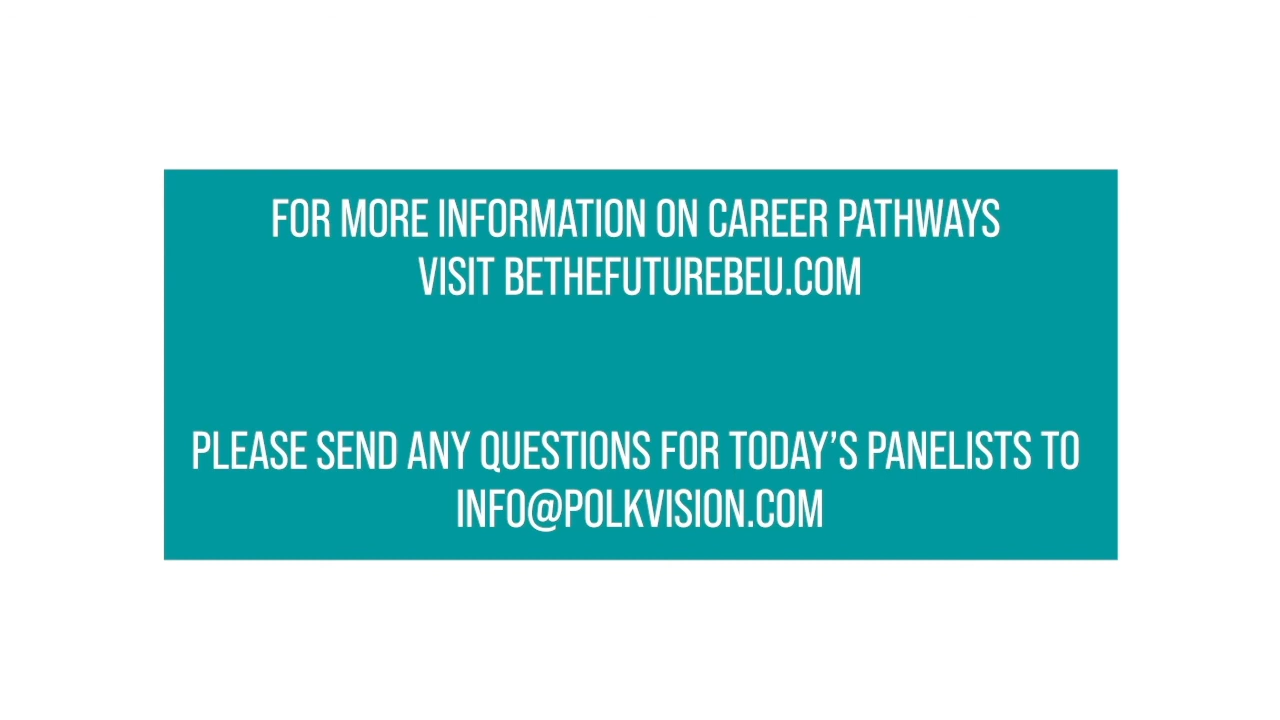 FOR MORE INFORMATION ON CAREER PATHWAYS
VISIT BETHEFUTUREBEU.COM
PLEASE SEND ANY QUESTIONS FOR TODAY’S PANELISTS TO
INFO@POLKVISION.COM